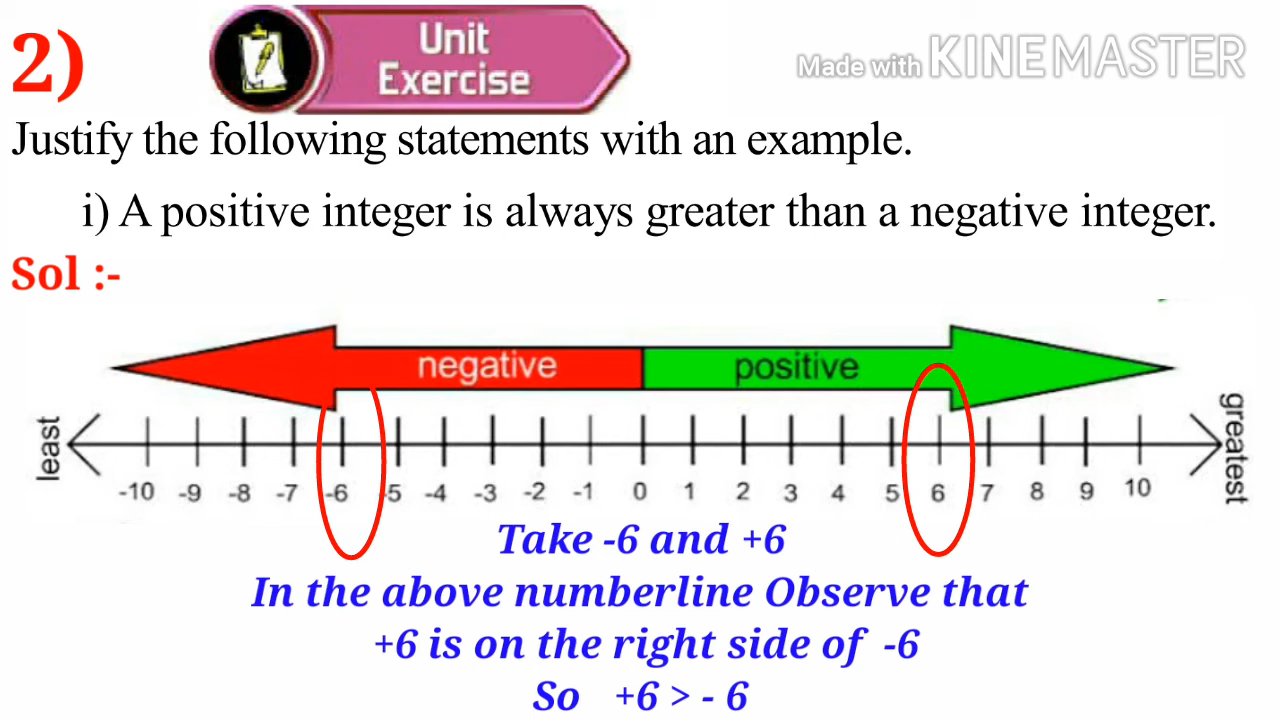 2)
Unit
Exercise
Made with KINEMASTER
Justify the following statements with an example.
i) A positive integer is always greater than a negative integer.
Sol :-
negative positive
least
greatest
-10 -9 -8 -7 -6 -5 -4 -3 -2 -1 0 1 2 3 4 5 6 7 8 9 10
Take -6 and +6
In the above numberline Observe that
+6 is on the right side of -6
So +6 > - 6